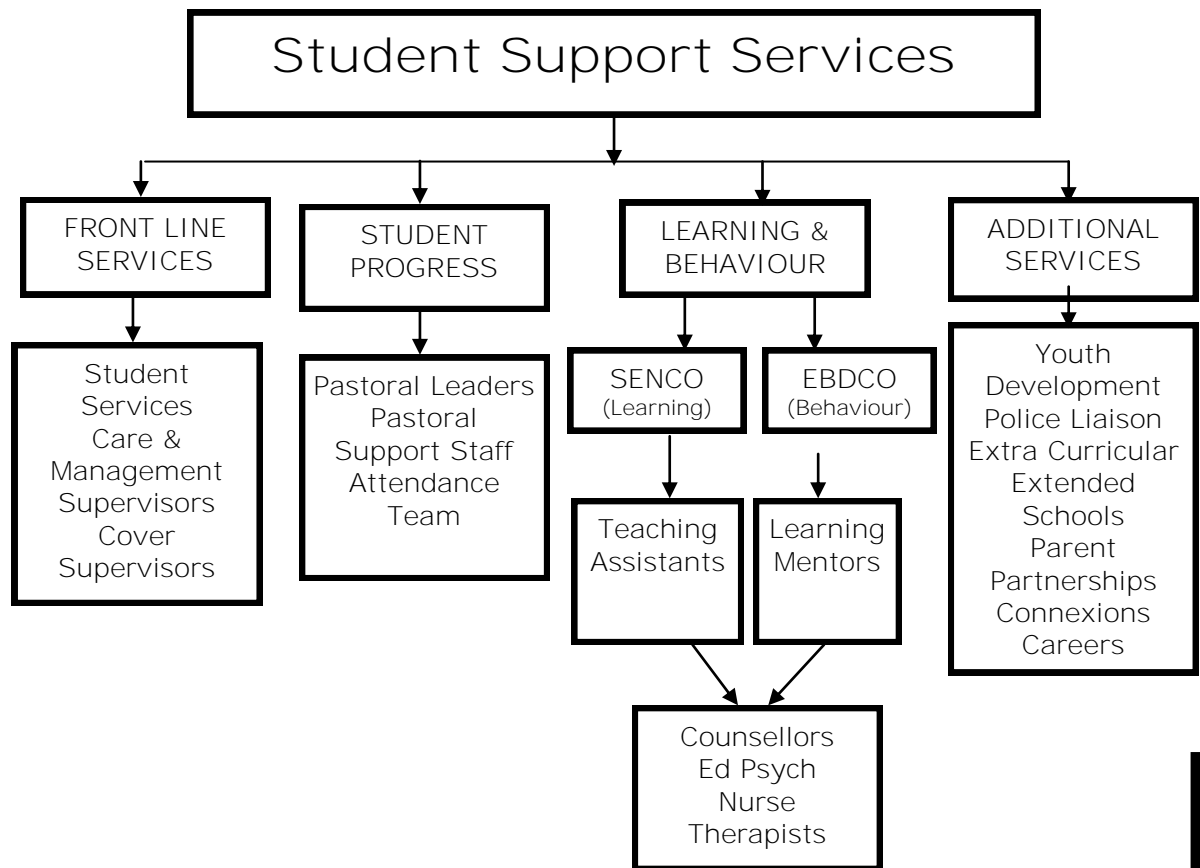 Student Support Services
FRONT LINE
SERVICES
STUDENT
PROGRESS
LEARNING &
BEHAVIOUR
ADDITIONAL
SERVICES
Student
Services
Care &
Management
Supervisors
Cover
Supervisors
Pastoral Leaders
Pastoral
Support Staff
Attendance
Team
SENCO
(Learning)
EBDCO
(Behaviour)
Teaching
Assistants
Learning
Mentors
Counsellors
Ed Psych
Nurse
Therapists
Youth
Development
Police Liaison
Extra Curricular
Extended
Schools
Parent
Partnerships
Connexions
Careers